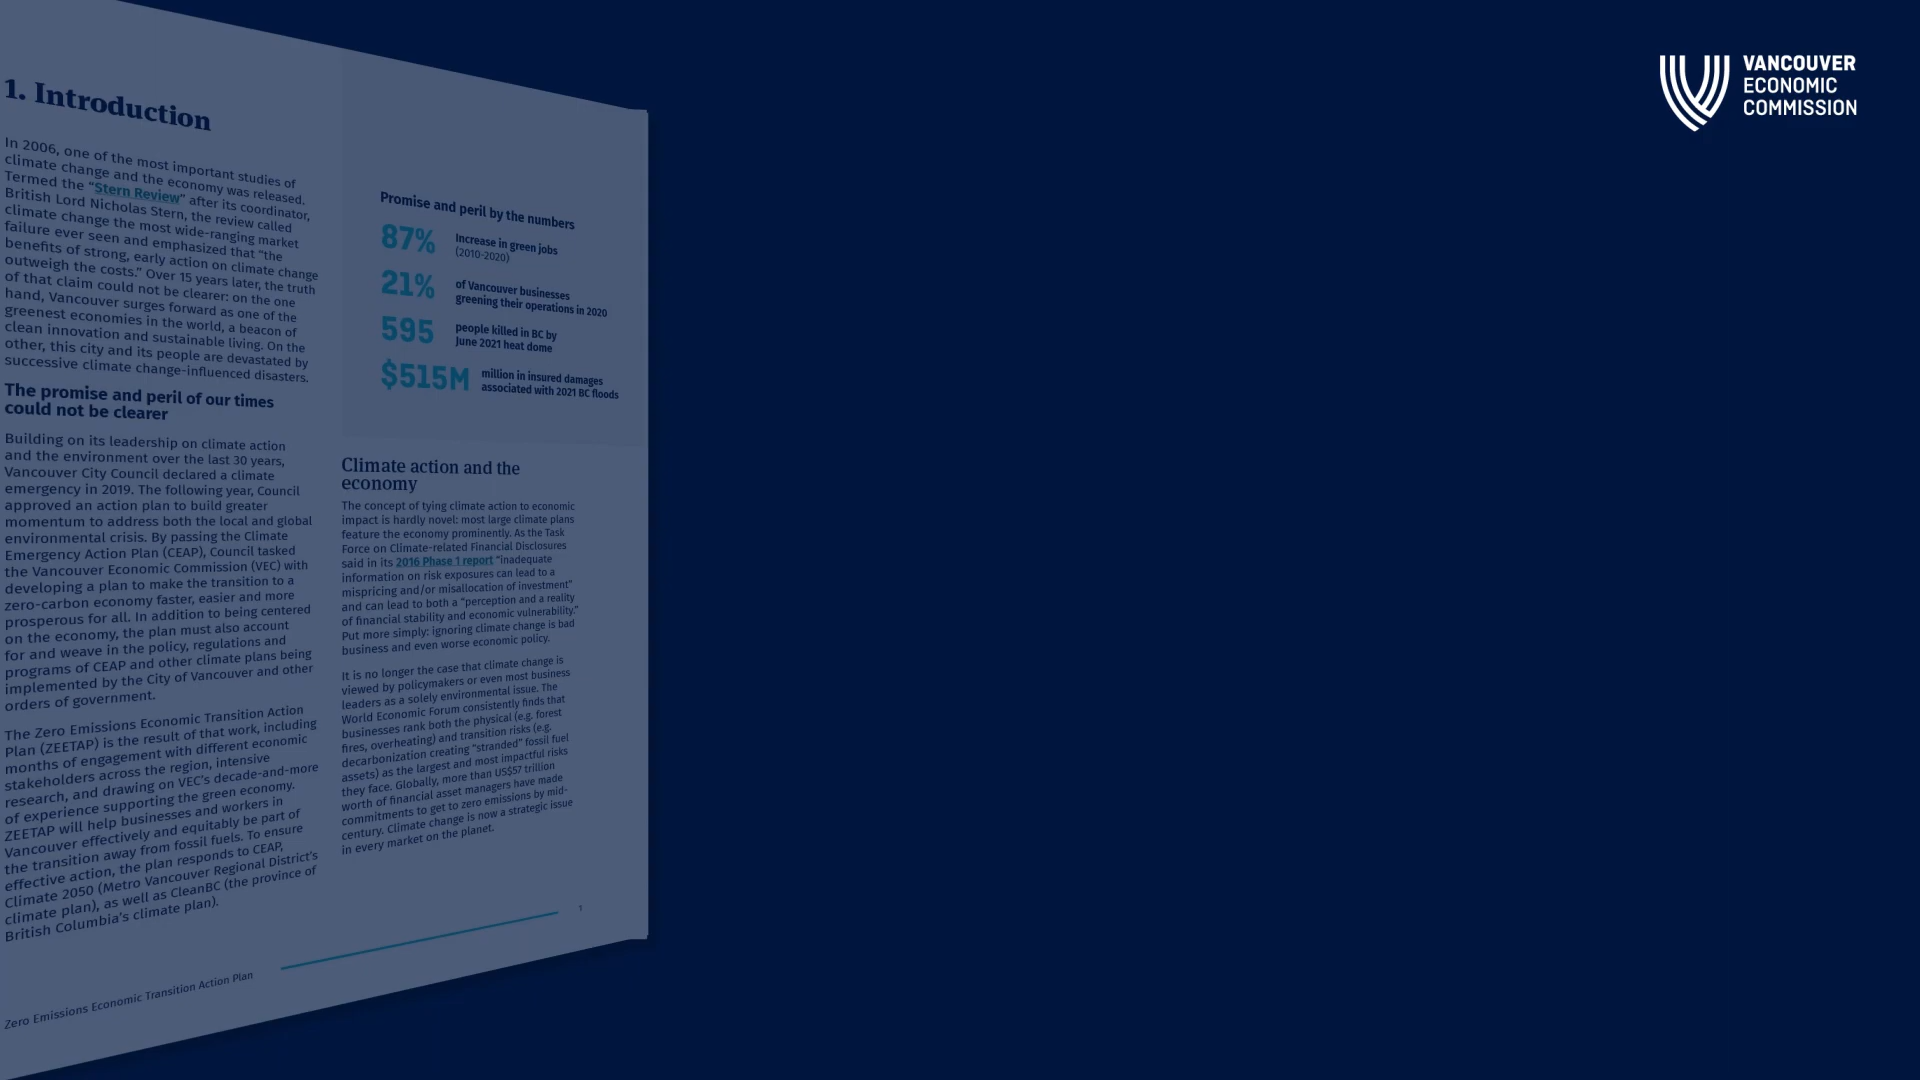 1. Introduction
In 2006, one of the most important studies of
climate change and the economy was released.
Termed the “Stern Review” after its coordinator,
British Lord Nicholas Stern, the review called
climate change the most wide-ranging market
failure ever seen and emphasized that “the
benefits of strong, early action on climate change
outweigh the costs.” Over 15 years later, the truth
of that claim could not be clearer: on the one
hand, Vancouver surges forward as one of the
greenest economies in the world, a beacon of
clean innovation and sustainable living. On the
other, this city and its people are devastated by
successive climate change-influenced disasters.
The promise and peril of our times
could not be clearer
Building on its leadership on climate action
and the environment over the last 30 years,
Vancouver City Council declared a climate
emergency in 2019. The following year, Council
approved an action plan to build greater
momentum to address both the local and global
environmental crisis. By passing the Climate
Emergency Action Plan (CEAP), Council tasked
the Vancouver Economic Commission (VEC) with
developing a plan to make the transition to a
zero-carbon economy faster, easier and more
prosperous for all. In addition to being centered
on the economy, the plan must also account
for and weave in the policy, regulations and
programs of CEAP and other climate plans being
implemented by the City of Vancouver and other
orders of government.
The Zero Emissions Economic Transition Action
Plan (ZEETAP) is the result of that work, including
months of engagement with different economic
stakeholders across the region, intensive
research, and drawing on VEC’s decade-and-more
of experience supporting the green economy.
ZEETAP will help businesses and workers in
Vancouver effectively and equitably be part of
the transition away from fossil fuels. To ensure
effective action, the plan responds to CEAP,
Climate 2050 (Metro Vancouver Regional District’s
climate plan), as well as CleanBC (the province of
British Columbia’s climate plan).
Promise and peril by the numbers
87% Increase in green jobs
(2010-2020)
21% of Vancouver businesses
greening their operations in 2020
595 people killed in BC by
June 2021 heat dome
$515M million in insured damages
associated with 2021 BC floods
Climate action and the
economy
The concept of tying climate action to economic
impact is hardly novel: most large climate plans
feature the economy prominently. As the Task
Force on Climate-related Financial Disclosures
said in its 2016 Phase 1 report “inadequate
information on risk exposures can lead to a
mispricing and/or misallocation of investment”
and can lead to both a “perception and a reality
of financial stability and economic vulnerability.”
Put more simply: ignoring climate change is bad
business and even worse economic policy.
It is no longer the case that climate change is
viewed by policymakers or even most business
leaders as a solely environmental issue. The
World Economic Forum consistently finds that
businesses rank both the physical (e.g. forest
fires, overheating) and transition risks (e.g.
decarbonization creating “stranded” fossil fuel
assets) as the largest and most impactful risks
they face. Globally, more than US$57 trillion
worth of financial asset managers have made
commitments to get to zero emissions by mid-
century. Climate change is now a strategic issue
in every market on the planet.
Zero Emissions Economic Transition Action Plan
1
VANCOUVER
ECONOMIC
COMMISSION